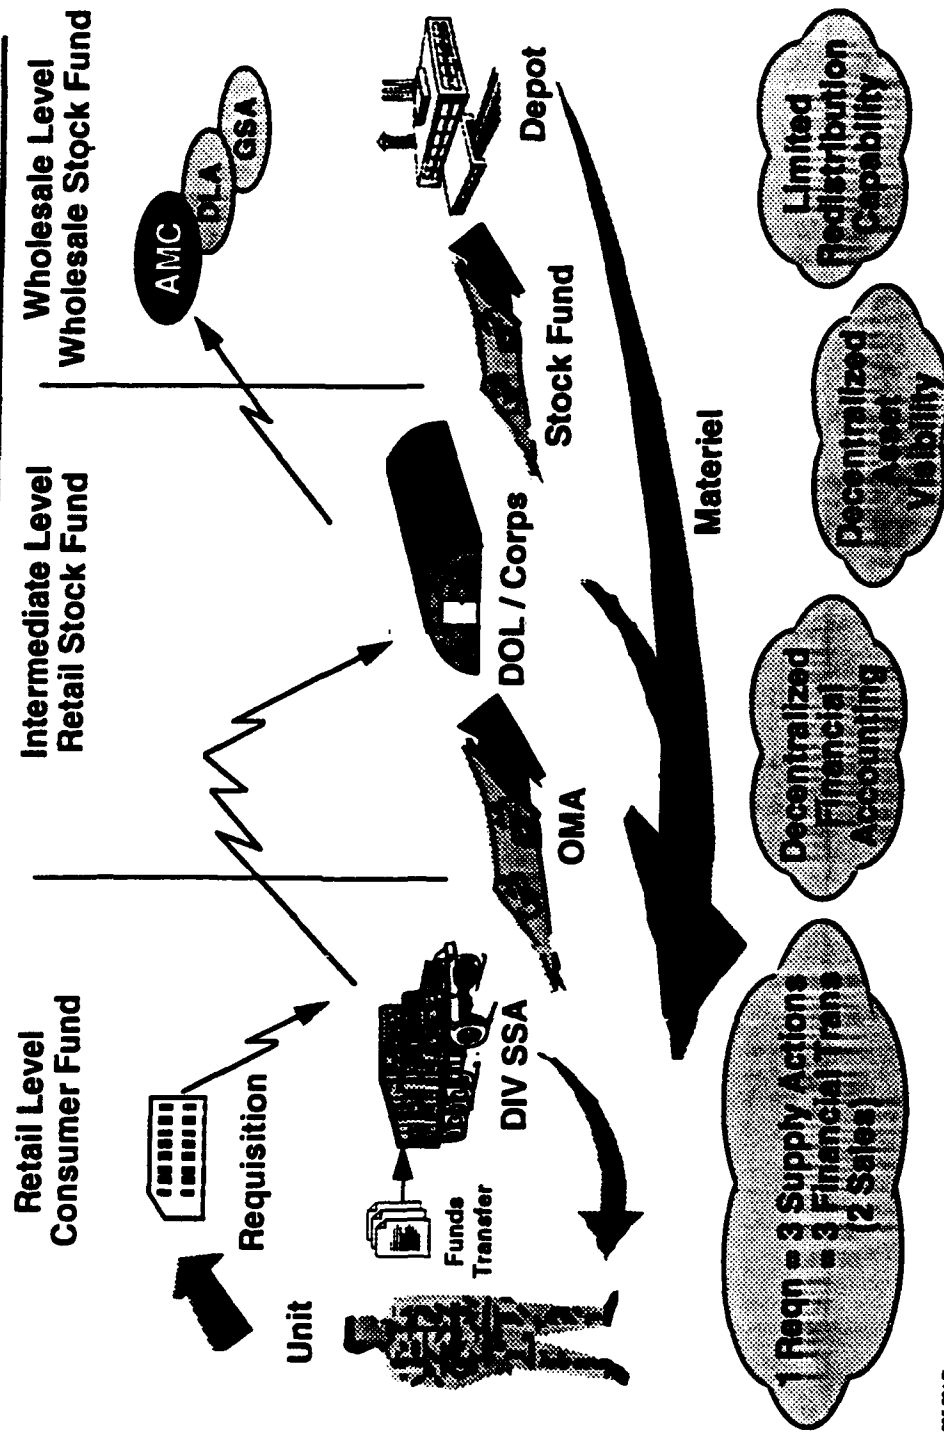 Retail Level
Consumer Fund
Intermediate Level
Retail Stock Fund
Wholesale Level
Wholesale Stock Fund
AMC
DLA
GSA
Requisition
Unit
Funds
Transfer
DIV SSA
OMA
DOL / Corps
Stock Fund
Depot
Materiel
1 Reqn = 3 Supply Actions
= 3 Financial Trans
(2 Sales)
Decentralized
Financial
Accounting
Decentralized
Asset
Visibility
Limited
Redistribution
Capability